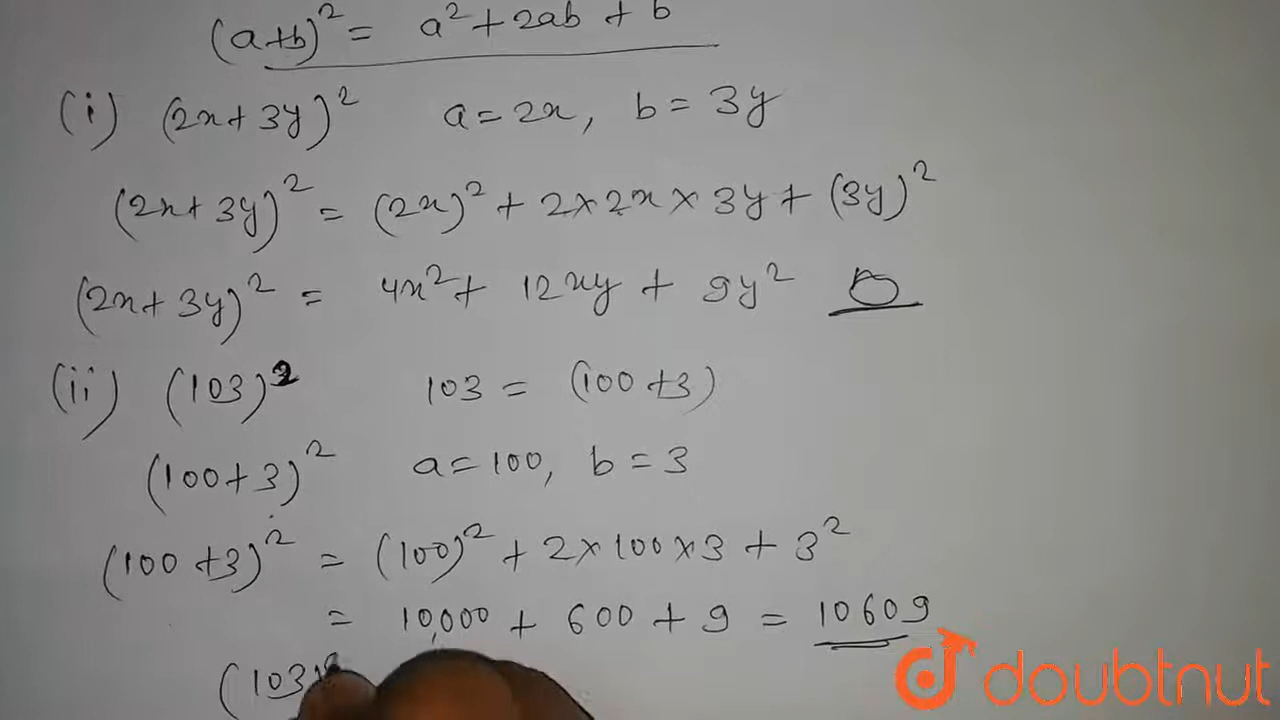 (a+b)² = a² + 2ab + b
(i) (2x+3y)² a=2x, b=3y
(2x+3y)² = (2x)² + 2×2x×3y + (3y)²
(2x+3y)² = 4x² + 12xy + 9y²
(ii) (103)² 103 = (100+3)
(100+3)² a=100, b=3
(100+3)² = (100)² + 2×100×3 + 3²
= 10,000 + 600 + 9 = 10609
(103)
doubtnut